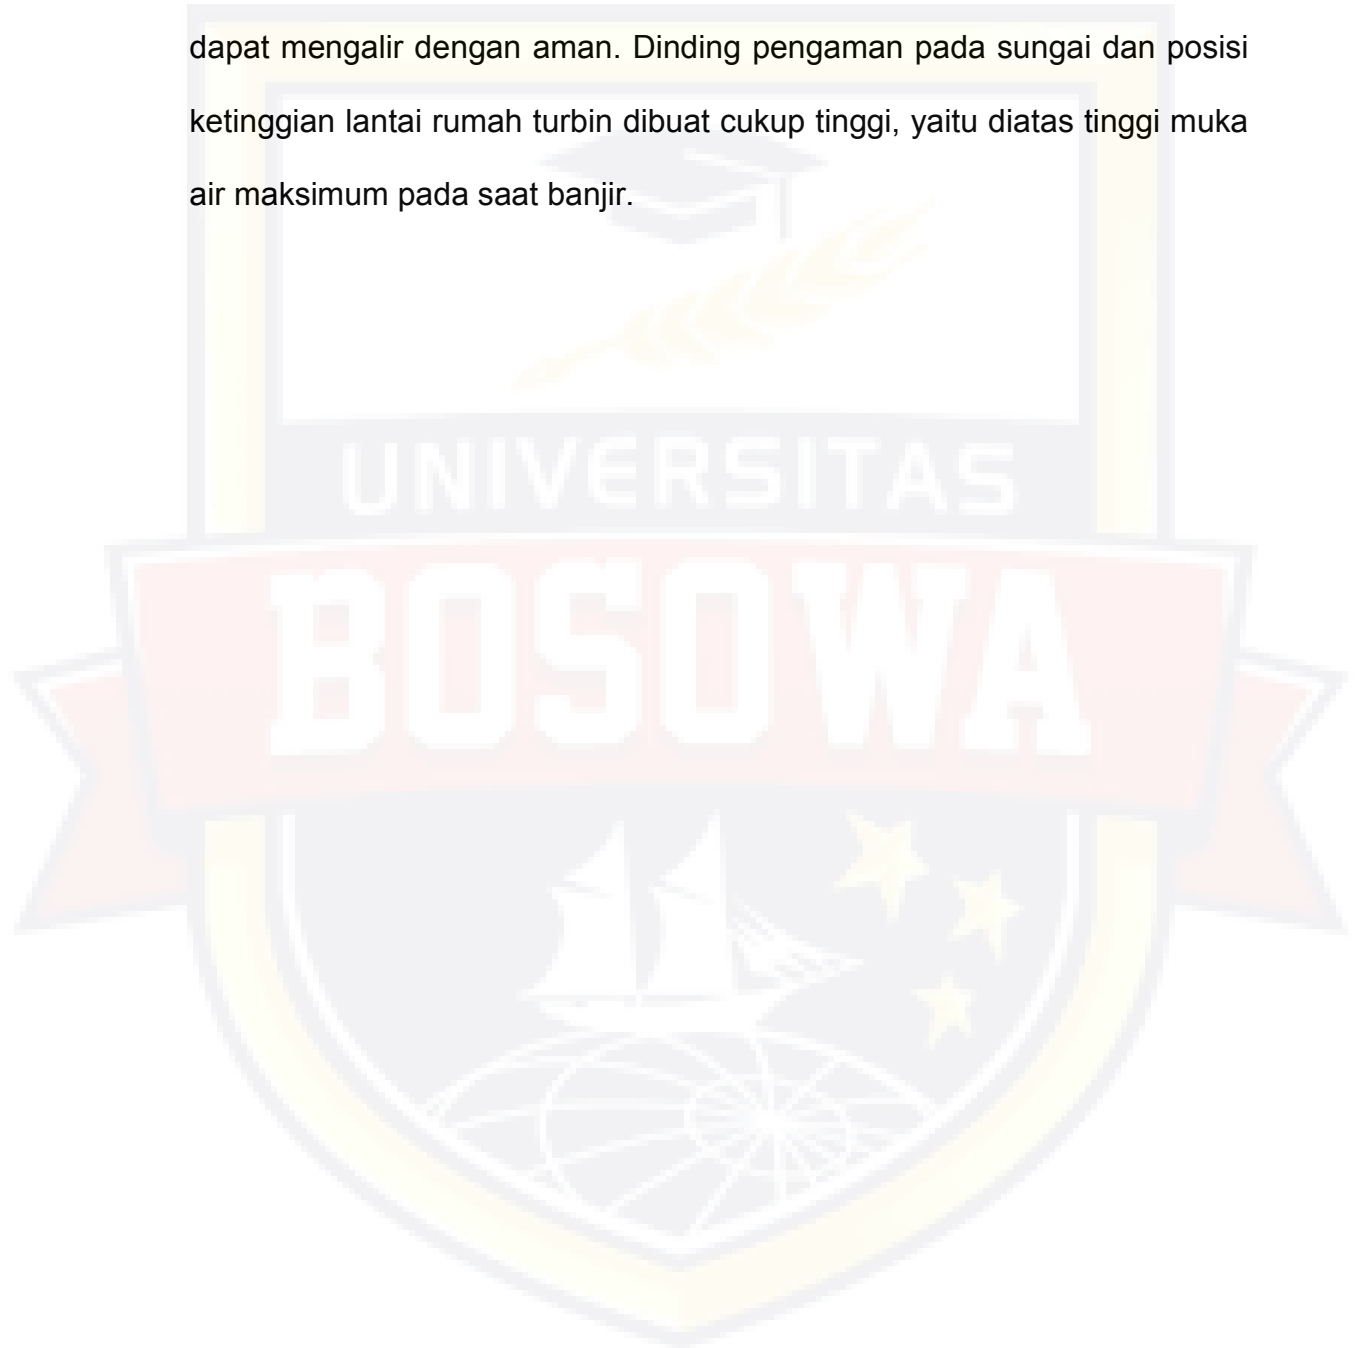 dapat mengalir dengan aman. Dinding pengaman pada sungai dan posisi
ketinggian lantai rumah turbin dibuat cukup tinggi, yaitu diatas tinggi muka
air maksimum pada saat banjir.
UNIVERSITAS
BOSOWA